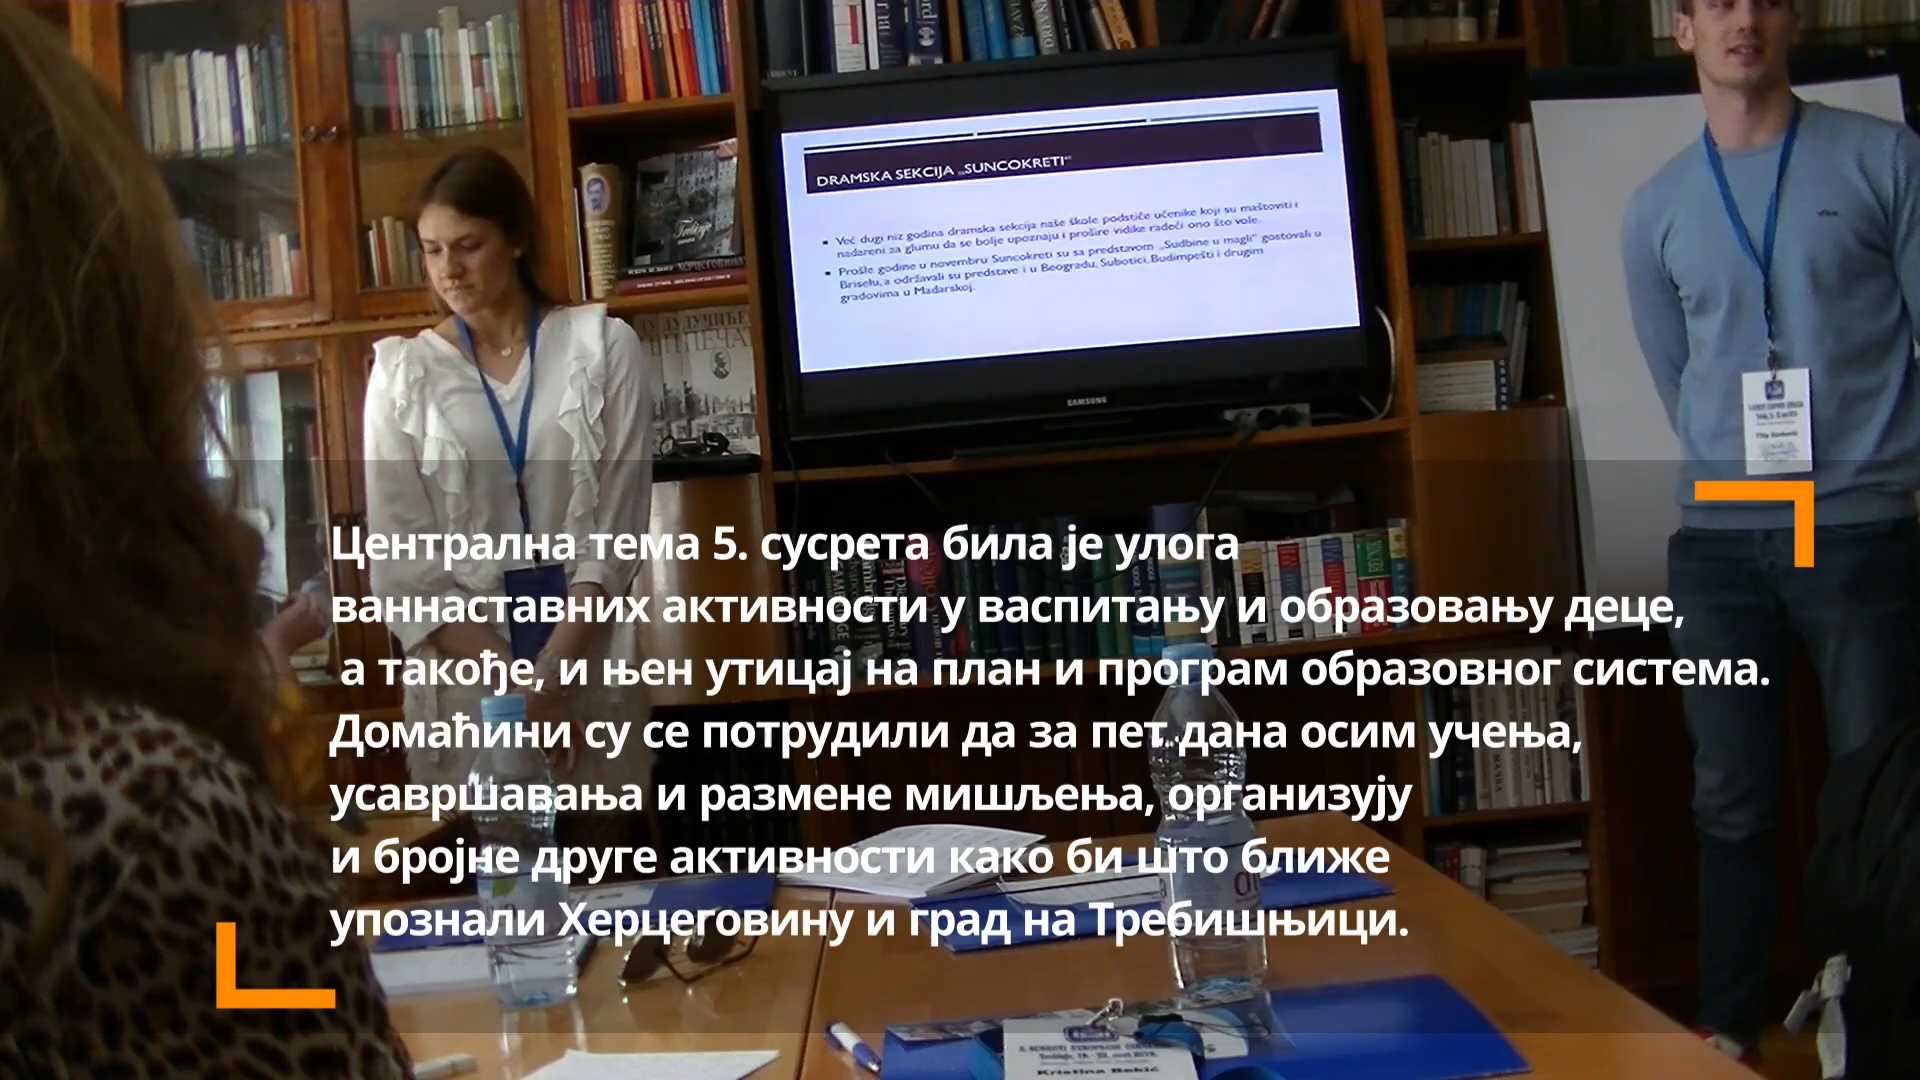 DRAMSKA SEKCIJA „SUNCOKRETI“
Već dugi niz godina dramska sekcija naše škole podstiče učenike koji su maštoviti i
nadareni za glumu da se bolje upoznaju i prošire vidike radeći ono što vole.
Prošle godine u novembru Suncokreti su sa predstavom „Sudbine u magli“ gostovali u
Briselu, a održavali su predstave i u Beogradu, Subotici, Budimpešti i drugim
gradovima u Mađarskoj.
SAMSUNG
Централна тема 5. сусрета била је улога
ваннаставних активности у васпитању и образовању деце,
а такође, и њен утицај на план и програм образовног система.
Домаћини су се потрудили да за пет дана осим учења,
усавршавања и размене мишљења, организују
и бројне друге активности како би што ближе
упознали Херцеговину и град на Требишњици.
Kristina Bekić